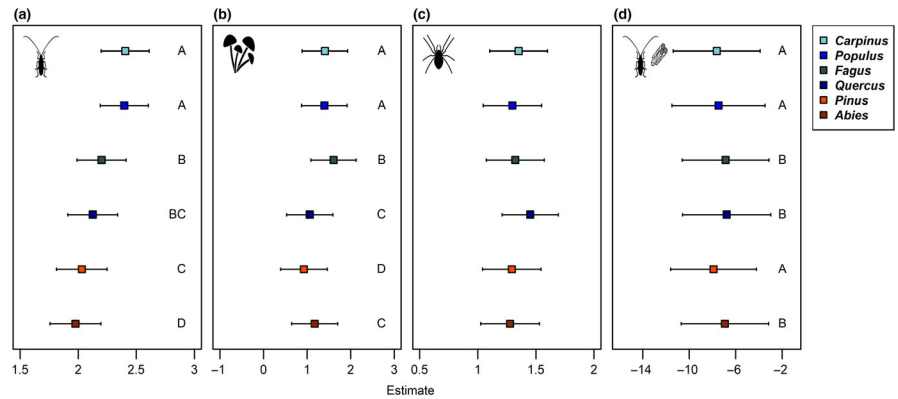 (a)
(b)
(c)
(d)
A
A
A
Carpinus
Populus
Fagus
Quercus
Pinus
Abies
A
A
A
B
B
B
BC
C
B
C
D
A
D
C
B
1.5 2 2.5 3
−1 0 1 2 3
0.5 1 1.5 2
−14 −10 −6 −2
Estimate